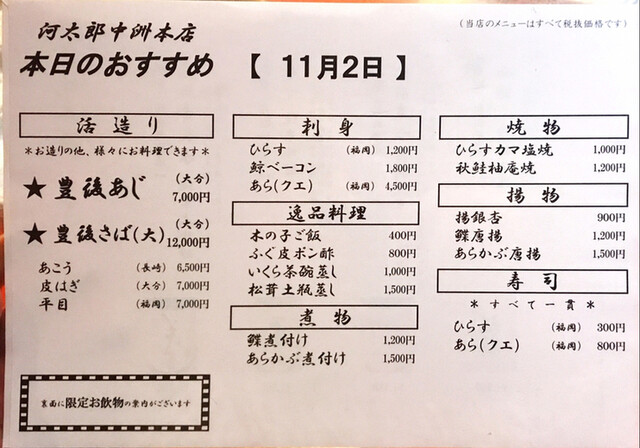 河太郎中洲本店
(当店のメニューはすべて税抜価格です)
本日のおすすめ 【 11月2日 】
活 造 り
＊お造りの他、様々にお料理できます＊
★ 豊後あじ (大分) 7,000円
★ 豊後さば(大) (大分) 12,000円
あこう (長崎) 6,500円
皮はぎ (大分) 7,000円
平目 (福岡) 7,000円
裏面に限定お飲物の案内がございます
刺 身
ひらす (福岡) 1,200円
鯨ベーコン 1,800円
あら(クエ) (福岡) 4,500円
逸品料理
木の子ご飯 400円
ふぐ皮ポン酢 800円
いくら茶碗蒸し 1,000円
松茸土瓶蒸し 1,500円
煮 物
鰈煮付け 1,200円
あらかぶ煮付け 1,500円
焼 物
ひらすカマ塩焼 1,000円
秋鮭柚庵焼 1,200円
揚 物
揚銀杏 900円
鰈唐揚 1,200円
あらかぶ唐揚 1,500円
寿 司
＊ すべて一貫 ＊
ひらす (福岡) 300円
あら(クエ) (福岡) 800円